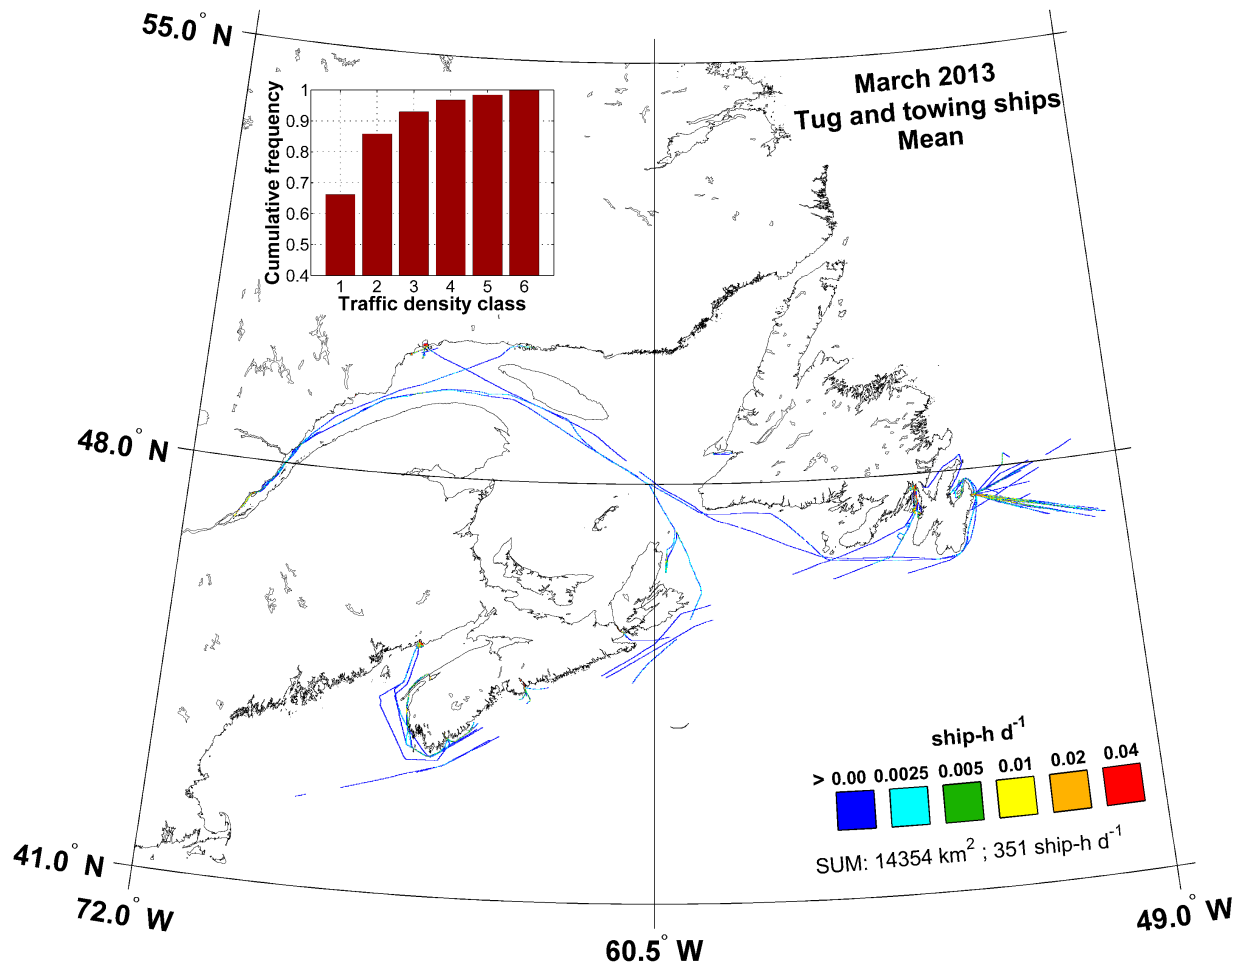 55.0° N
March 2013
Tug and towing ships
Mean
Cumulative frequency
1
0.9
0.8
0.7
0.6
0.5
0.4
1 2 3 4 5 6
Traffic density class
48.0° N
ship-h d-1
> 0.00 0.0025 0.005 0.01 0.02 0.04
SUM: 14354 km2 ; 351 ship-h d-1
41.0° N
72.0° W
60.5° W
49.0° W